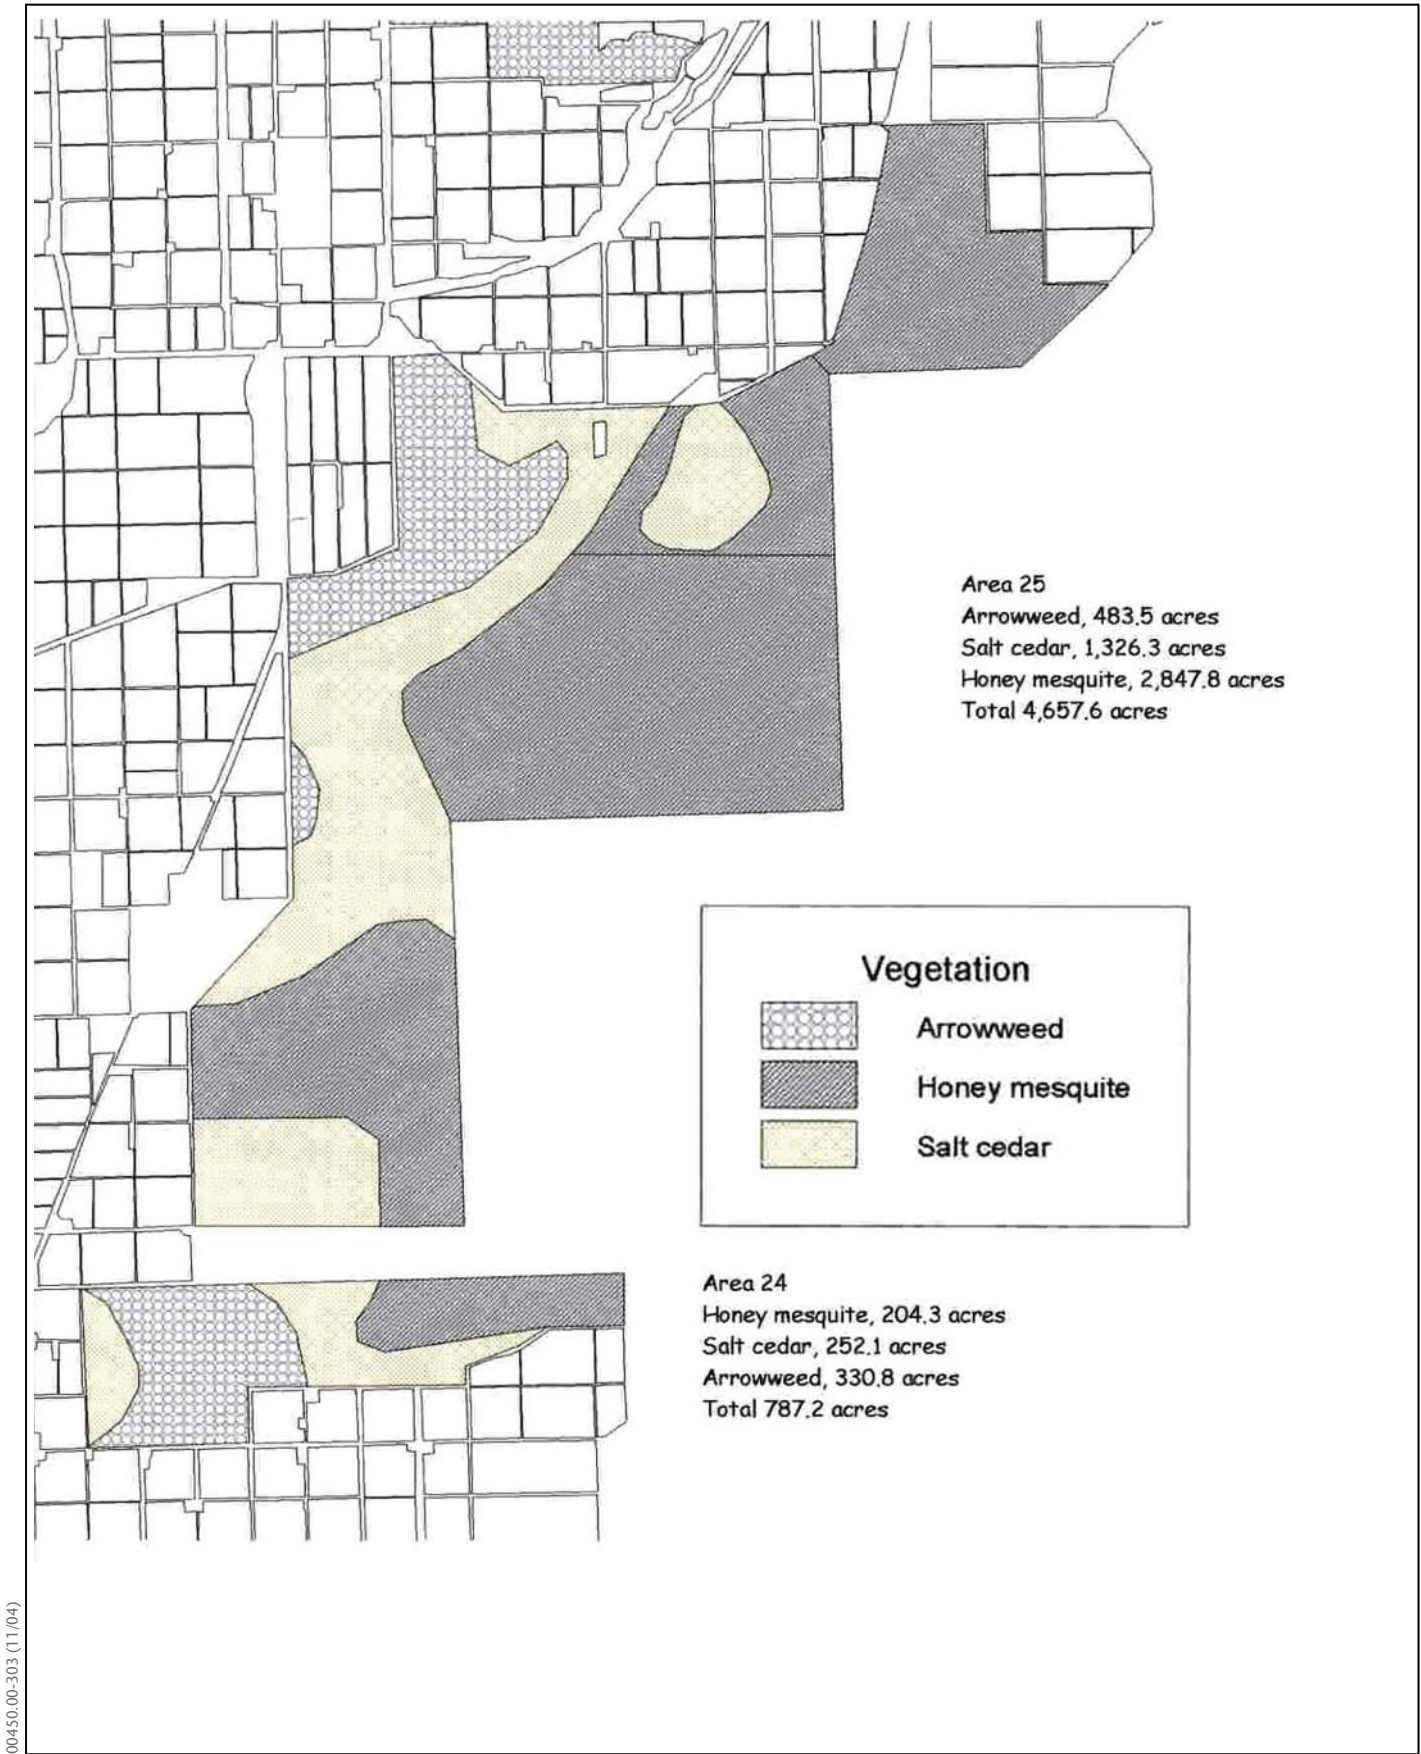 Area 25
Arrowweed, 483.5 acres
Salt cedar, 1,326.3 acres
Honey mesquite, 2,847.8 acres
Total 4,657.6 acres
Vegetation
Arrowweed
Honey mesquite
Salt cedar
Area 24
Honey mesquite, 204.3 acres
Salt cedar, 252.1 acres
Arrowweed, 330.8 acres
Total 787.2 acres
00450.00-303 (11/04)